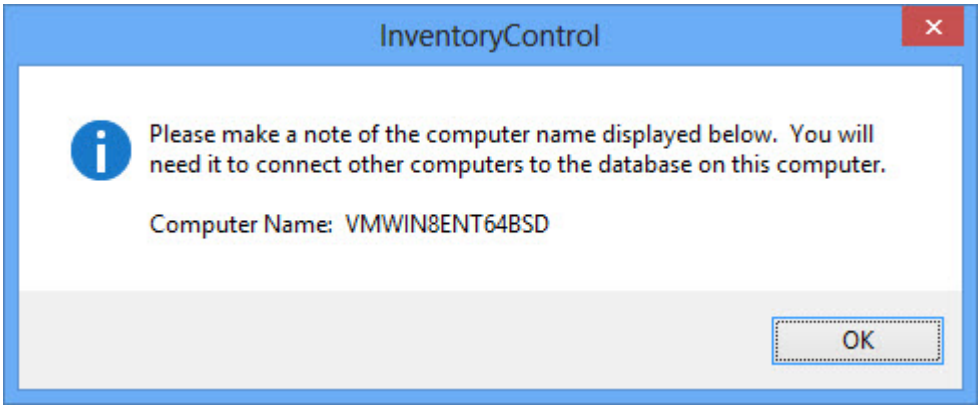 InventoryControl
Please make a note of the computer name displayed below.  You will
need it to connect other computers to the database on this computer.
Computer Name:  VMWIN8ENT64BSD
OK